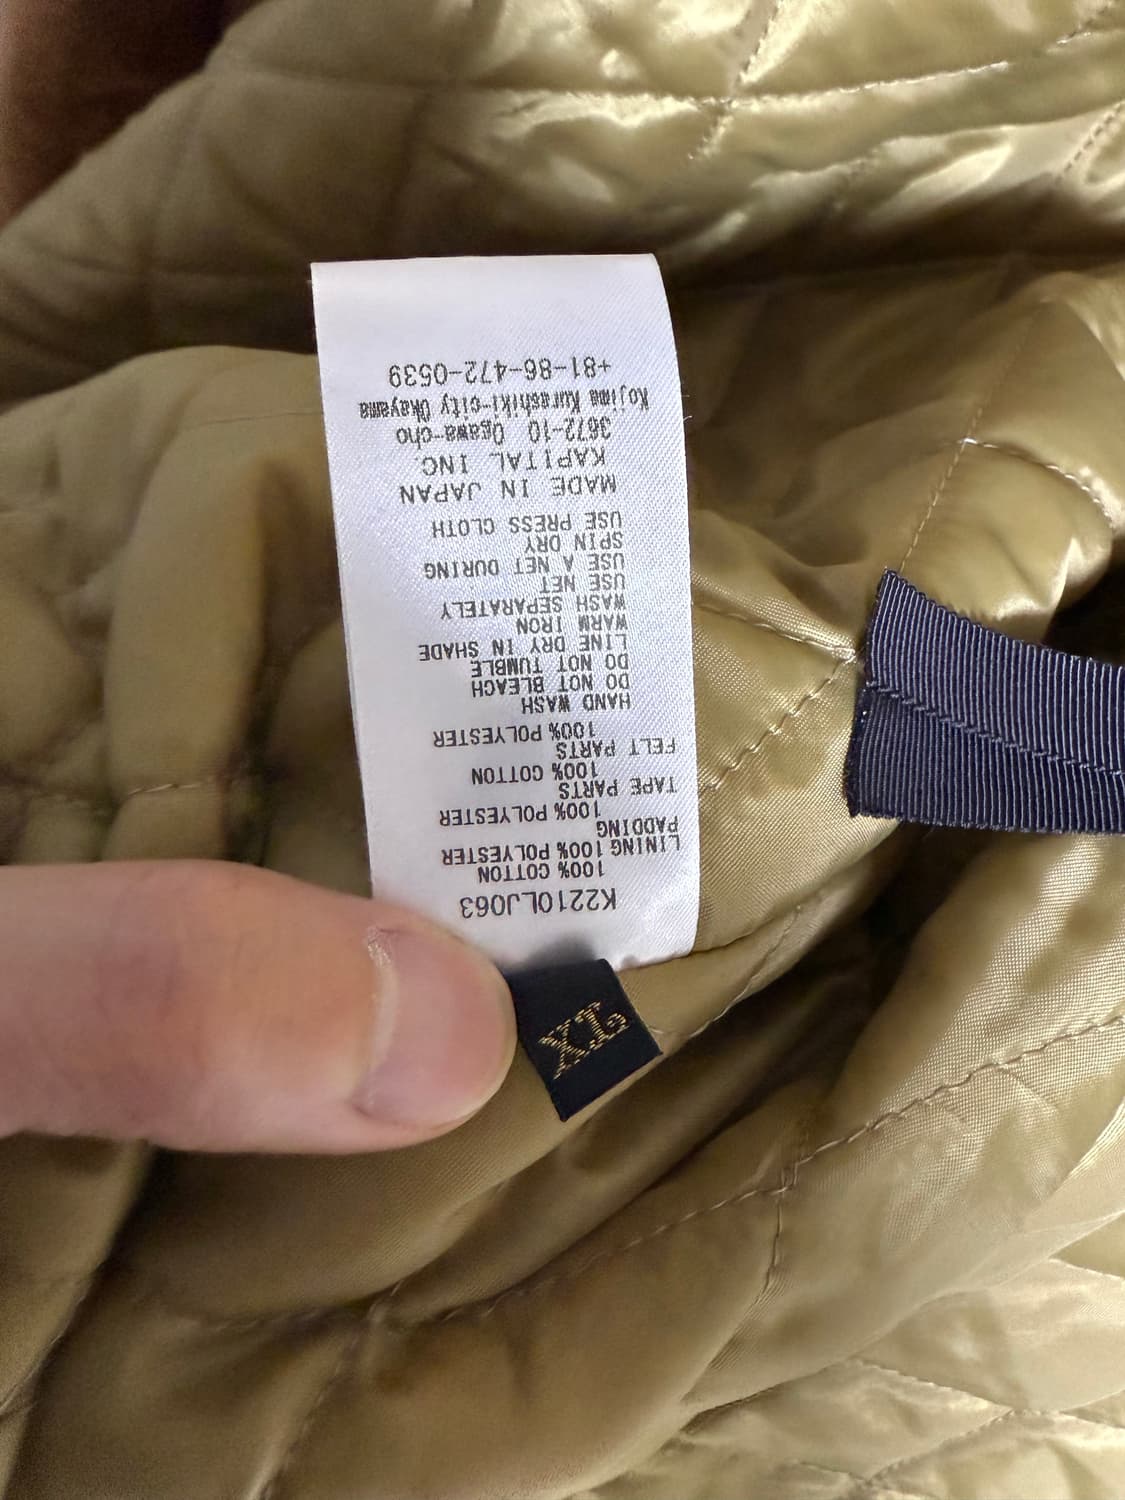 K2210LJ063
100% COTTON
LINING 100% POLYESTER
PADDING
100% POLYESTER
TAPE PARTS
100% COTTON
FELT PARTS
100% POLYESTER
HAND WASH
DO NOT BLEACH
DO NOT TUMBLE
LINE DRY IN SHADE
WARM IRON
WASH SEPARATELY
USE NET
USE A NET DURING
SPIN DRY
USE PRESS CLOTH
MADE IN JAPAN
KAPITAL INC
3672-10 Ogawa-cho
Kojima Kurashiki-city Okayama
+81-86-472-0539
XL